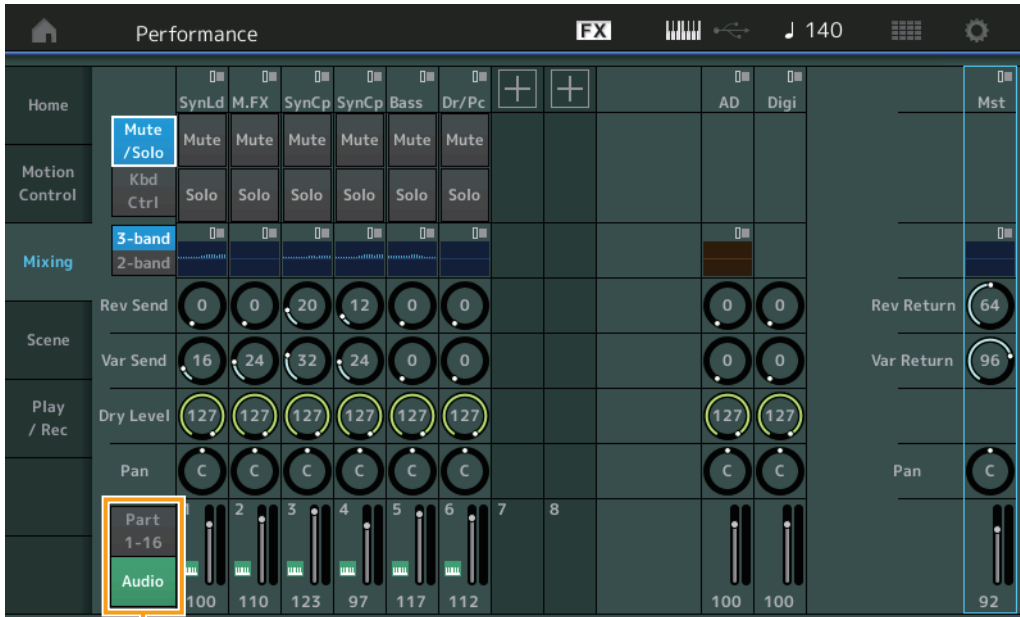 Performance FX 140
SynLd M.FX SynCp SynCp Bass Dr/Pc AD Digi Mst
Home
Mute /Solo Mute Mute Mute Mute Mute Mute
Motion Control
Kbd Ctrl Solo Solo Solo Solo Solo Solo
3-band
2-band
Mixing
Rev Send 0 0 20 12 0 0 0 0 Rev Return 64
Scene
Var Send 16 24 32 24 0 0 0 0 Var Return 96
Play / Rec
Dry Level 127 127 127 127 127 127 127 127
Pan C C C C C C C C Pan C
Part 1-16 1 2 3 4 5 6 7 8
Audio
100 110 123 97 117 112 100 100 92